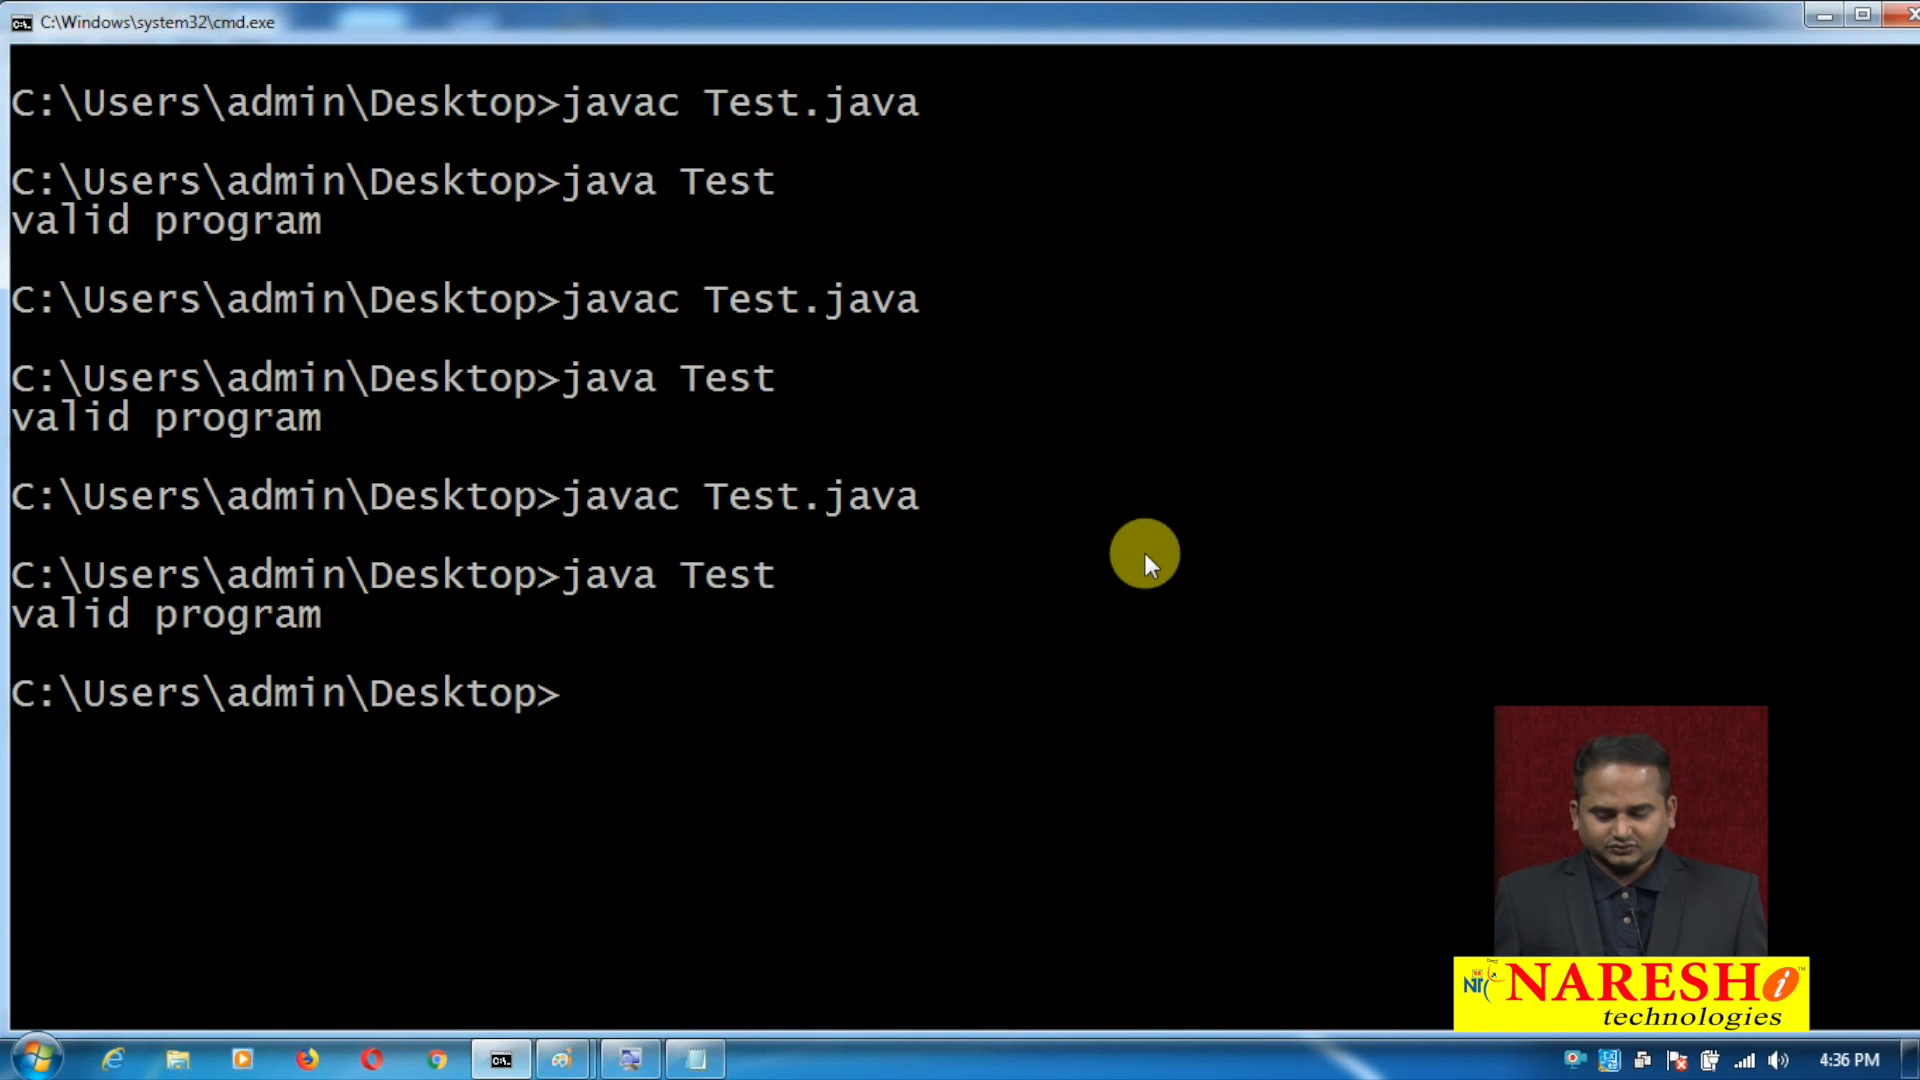 C:\Windows\system32\cmd.exe
C:\Users\admin\Desktop>javac Test.java
C:\Users\admin\Desktop>java Test
valid program
C:\Users\admin\Desktop>javac Test.java
C:\Users\admin\Desktop>java Test
valid program
C:\Users\admin\Desktop>javac Test.java
C:\Users\admin\Desktop>java Test
valid program
C:\Users\admin\Desktop>
NARESH i
technologies
4:36 PM